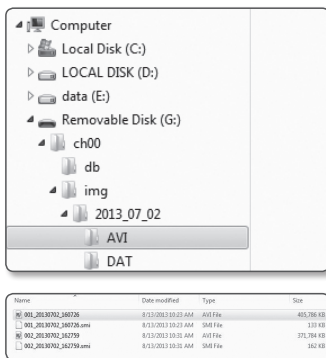 Computer
Local Disk (C:)
LOCAL DISK (D:)
data (E:)
Removable Disk (G:)
ch00
db
img
2013_07_02
AVI
DAT
Name Date modified Type Size
001_20130702_160726 8/13/2013 10:23 AM AVI File 405,786 KB
001_20130702_160726.smi 8/13/2013 10:23 AM SMI File 133 KB
002_20130702_162759 8/13/2013 10:31 AM AVI File 371,784 KB
002_20130702_162759.smi 8/13/2013 10:31 AM SMI File 162 KB